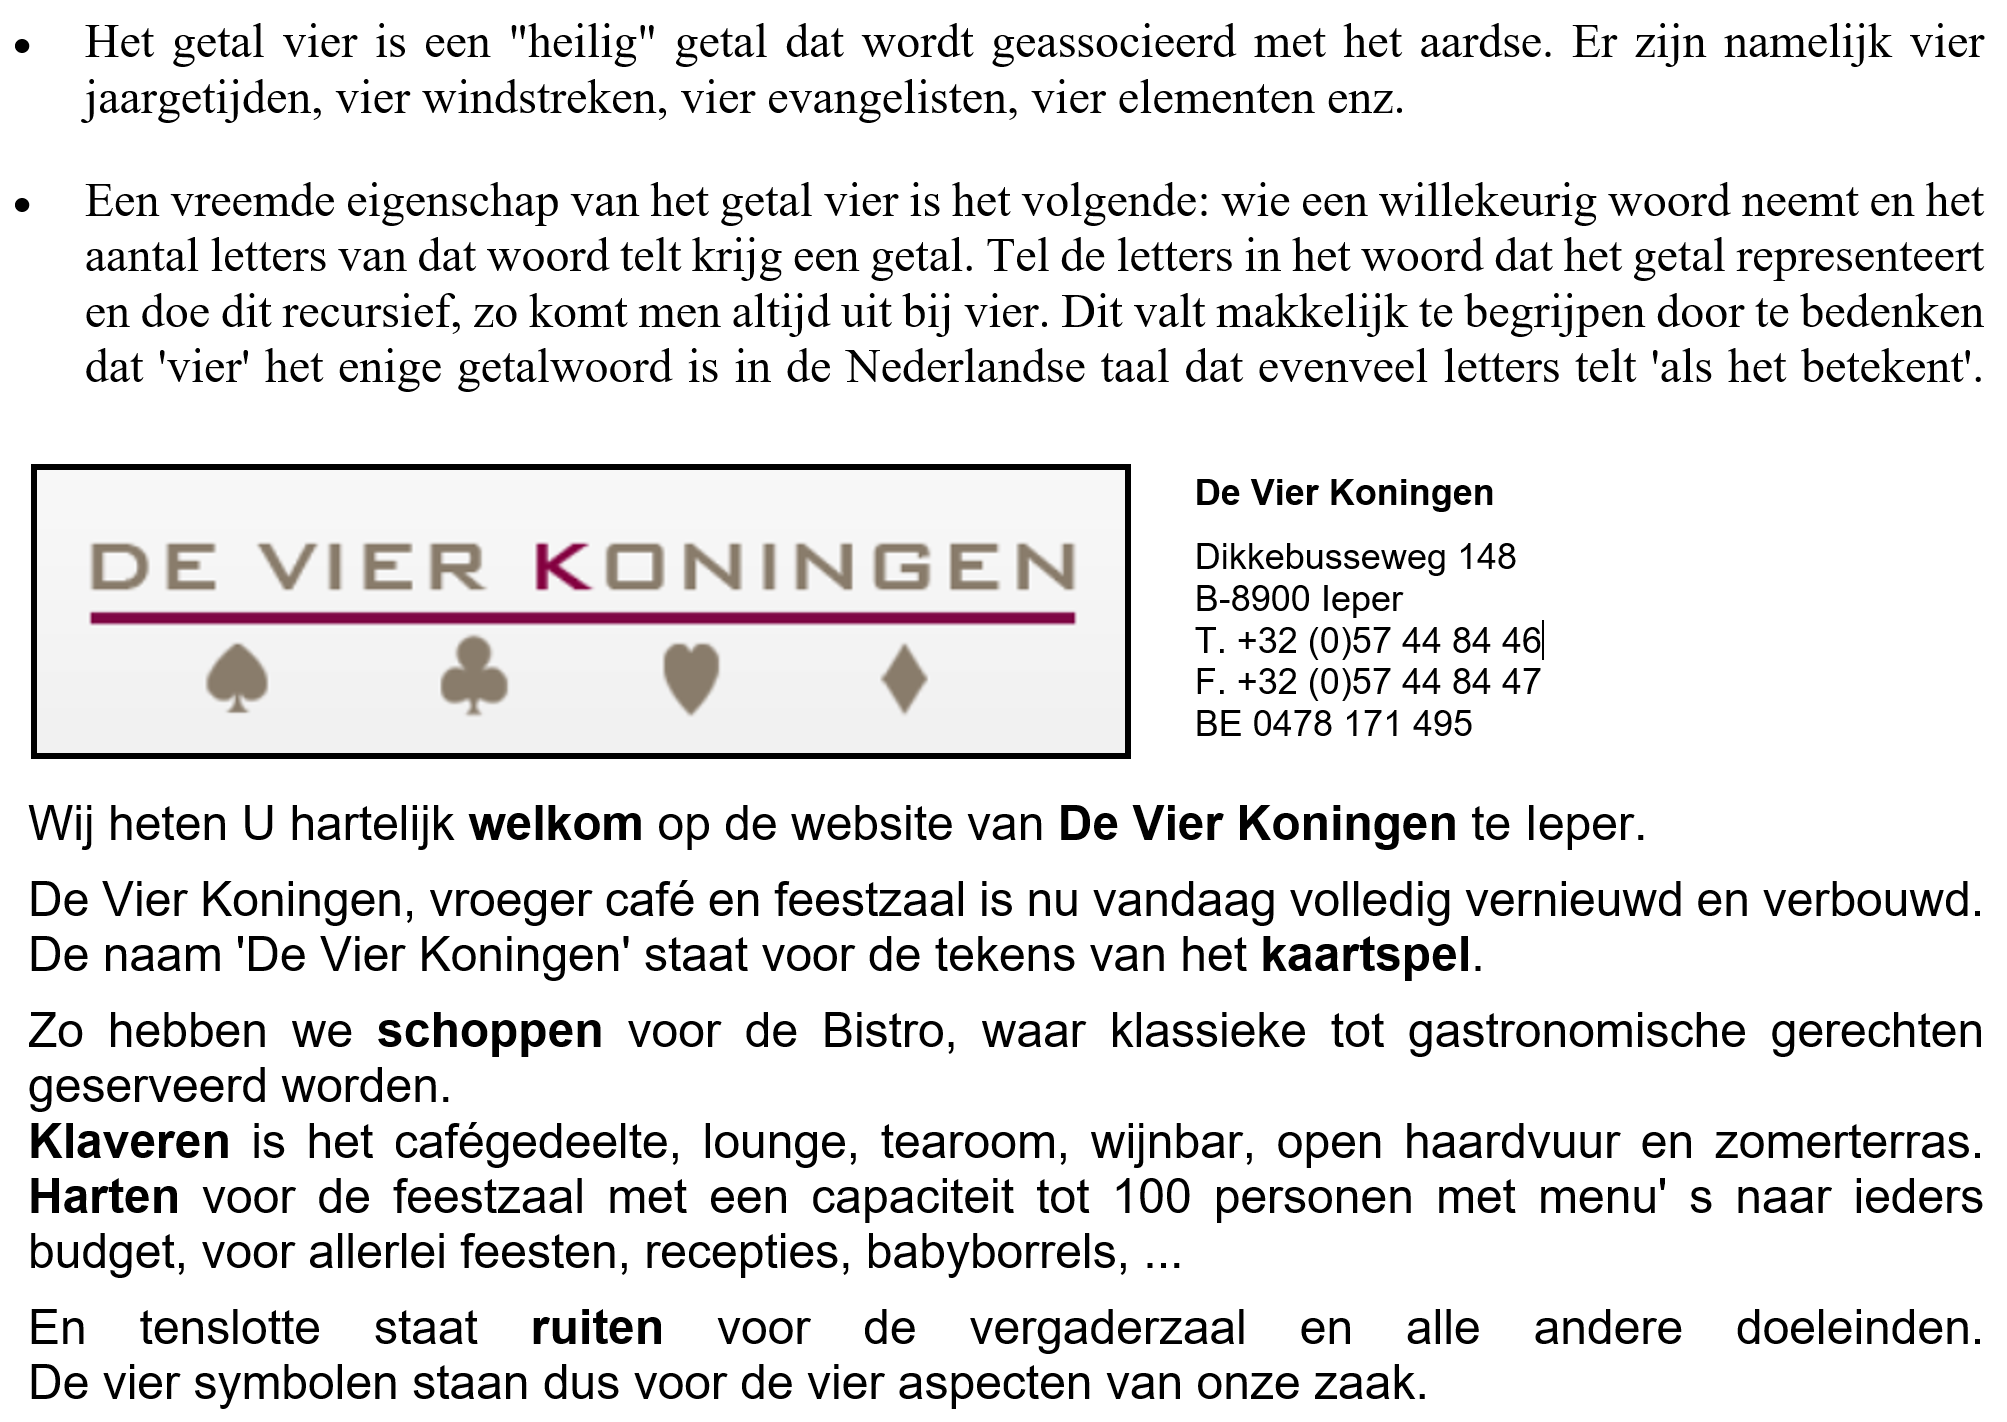 • Het getal vier is een "heilig" getal dat wordt geassocieerd met het aardse. Er zijn namelijk vier
jaargetijden, vier windstreken, vier evangelisten, vier elementen enz.
• Een vreemde eigenschap van het getal vier is het volgende: wie een willekeurig woord neemt en het
aantal letters van dat woord telt krijg een getal. Tel de letters in het woord dat het getal representeert
en doe dit recursief, zo komt men altijd uit bij vier. Dit valt makkelijk te begrijpen door te bedenken
dat 'vier' het enige getalwoord is in de Nederlandse taal dat evenveel letters telt 'als het betekent'.
DE VIER KONINGEN
De Vier Koningen
Dikkebusseweg 148
B-8900 Ieper
T. +32 (0)57 44 84 46
F. +32 (0)57 44 84 47
BE 0478 171 495
Wij heten U hartelijk welkom op de website van De Vier Koningen te Ieper.
De Vier Koningen, vroeger café en feestzaal is nu vandaag volledig vernieuwd en verbouwd.
De naam 'De Vier Koningen' staat voor de tekens van het kaartspel.
Zo hebben we schoppen voor de Bistro, waar klassieke tot gastronomische gerechten
geserveerd worden.
Klaveren is het cafégedeelte, lounge, tearoom, wijnbar, open haardvuur en zomerterras.
Harten voor de feestzaal met een capaciteit tot 100 personen met menu' s naar ieders
budget, voor allerlei feesten, recepties, babyborrels, ...
En tenslotte staat ruiten voor de vergaderzaal en alle andere doeleinden.
De vier symbolen staan dus voor de vier aspecten van onze zaak.